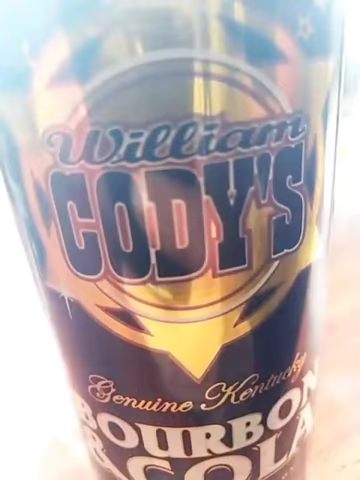 William
CODY'S
Genuine Kentucky
BOURBON
& COLA